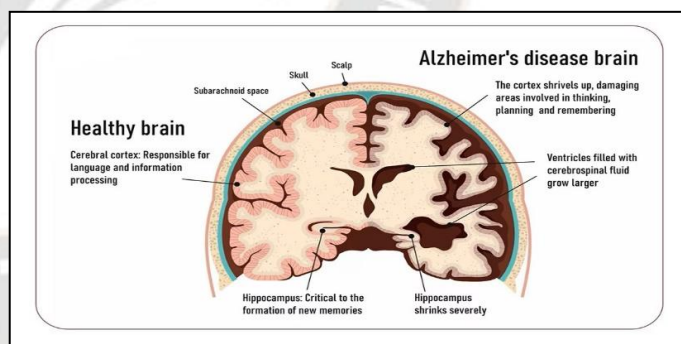 Alzheimer's disease brain
Scalp
Skull
Subarachnoid space
The cortex shrivels up, damaging
areas involved in thinking,
planning and remembering
Healthy brain
Cerebral cortex: Responsible for
language and information
processing
Ventricles filled with
cerebrospinal fluid
grow larger
Hippocampus: Critical to the
formation of new memories
Hippocampus
shrinks severely